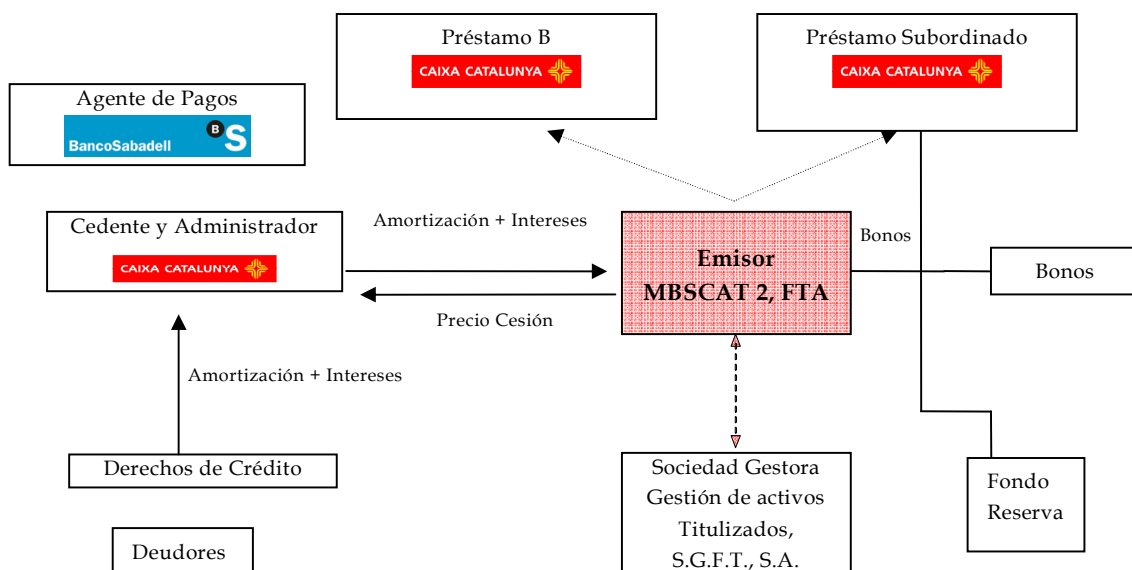 Préstamo B
CAIXA CATALUNYA
Préstamo Subordinado
CAIXA CATALUNYA
Agente de Pagos
BancoSabadell
B
S
Cedente y Administrador
CAIXA CATALUNYA
Amortización + Intereses
Precio Cesión
Emisor
MBSCAT 2, FTA
Bonos
Bonos
Amortización + Intereses
Derechos de Crédito
Deudores
Sociedad Gestora
Gestión de activos
Titulizados,
S.G.F.T., S.A.
Fondo
Reserva